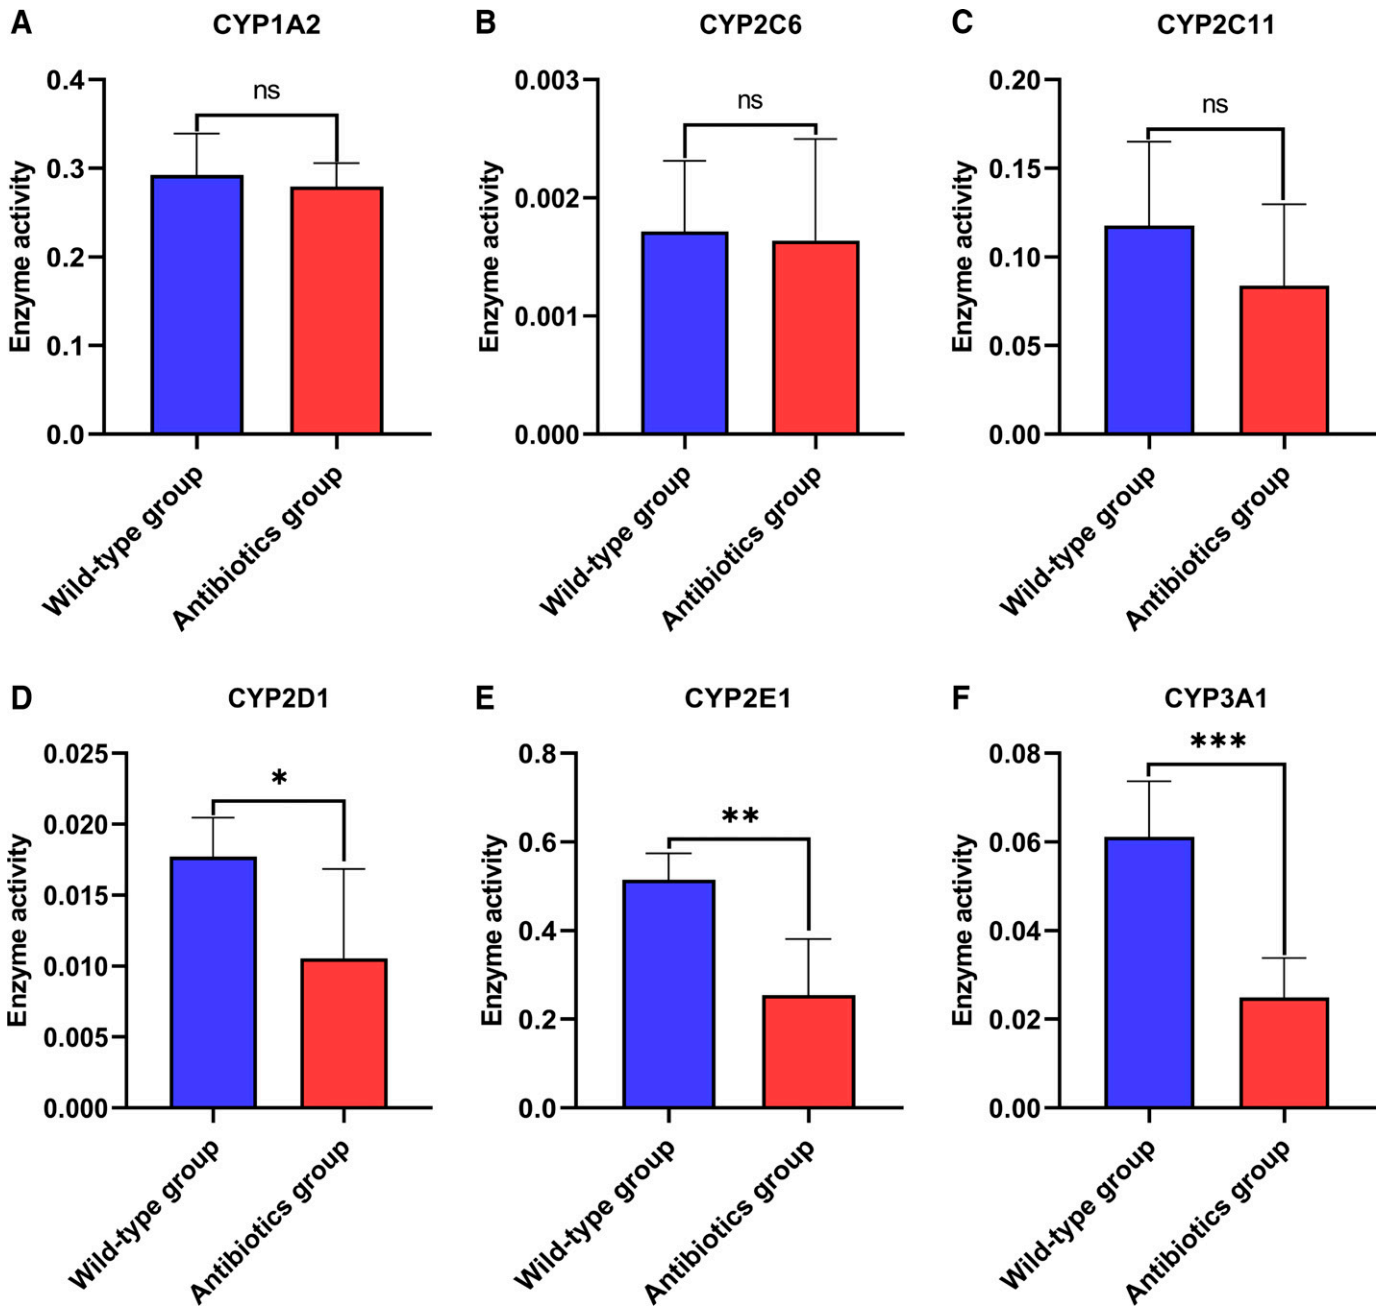 A CYP1A2
Enzyme activity
0.4
0.3
0.2
0.1
0.0
ns
Wild-type group
Antibiotics group
B CYP2C6
Enzyme activity
0.003
0.002
0.001
0.000
ns
Wild-type group
Antibiotics group
C CYP2C11
Enzyme activity
0.20
0.15
0.10
0.05
0.00
ns
Wild-type group
Antibiotics group
D CYP2D1
Enzyme activity
0.025
0.020
0.015
0.010
0.005
0.000
*
Wild-type group
Antibiotics group
E CYP2E1
Enzyme activity
0.8
0.6
0.4
0.2
0.0
**
Wild-type group
Antibiotics group
F CYP3A1
Enzyme activity
0.08
0.06
0.04
0.02
0.00
***
Wild-type group
Antibiotics group